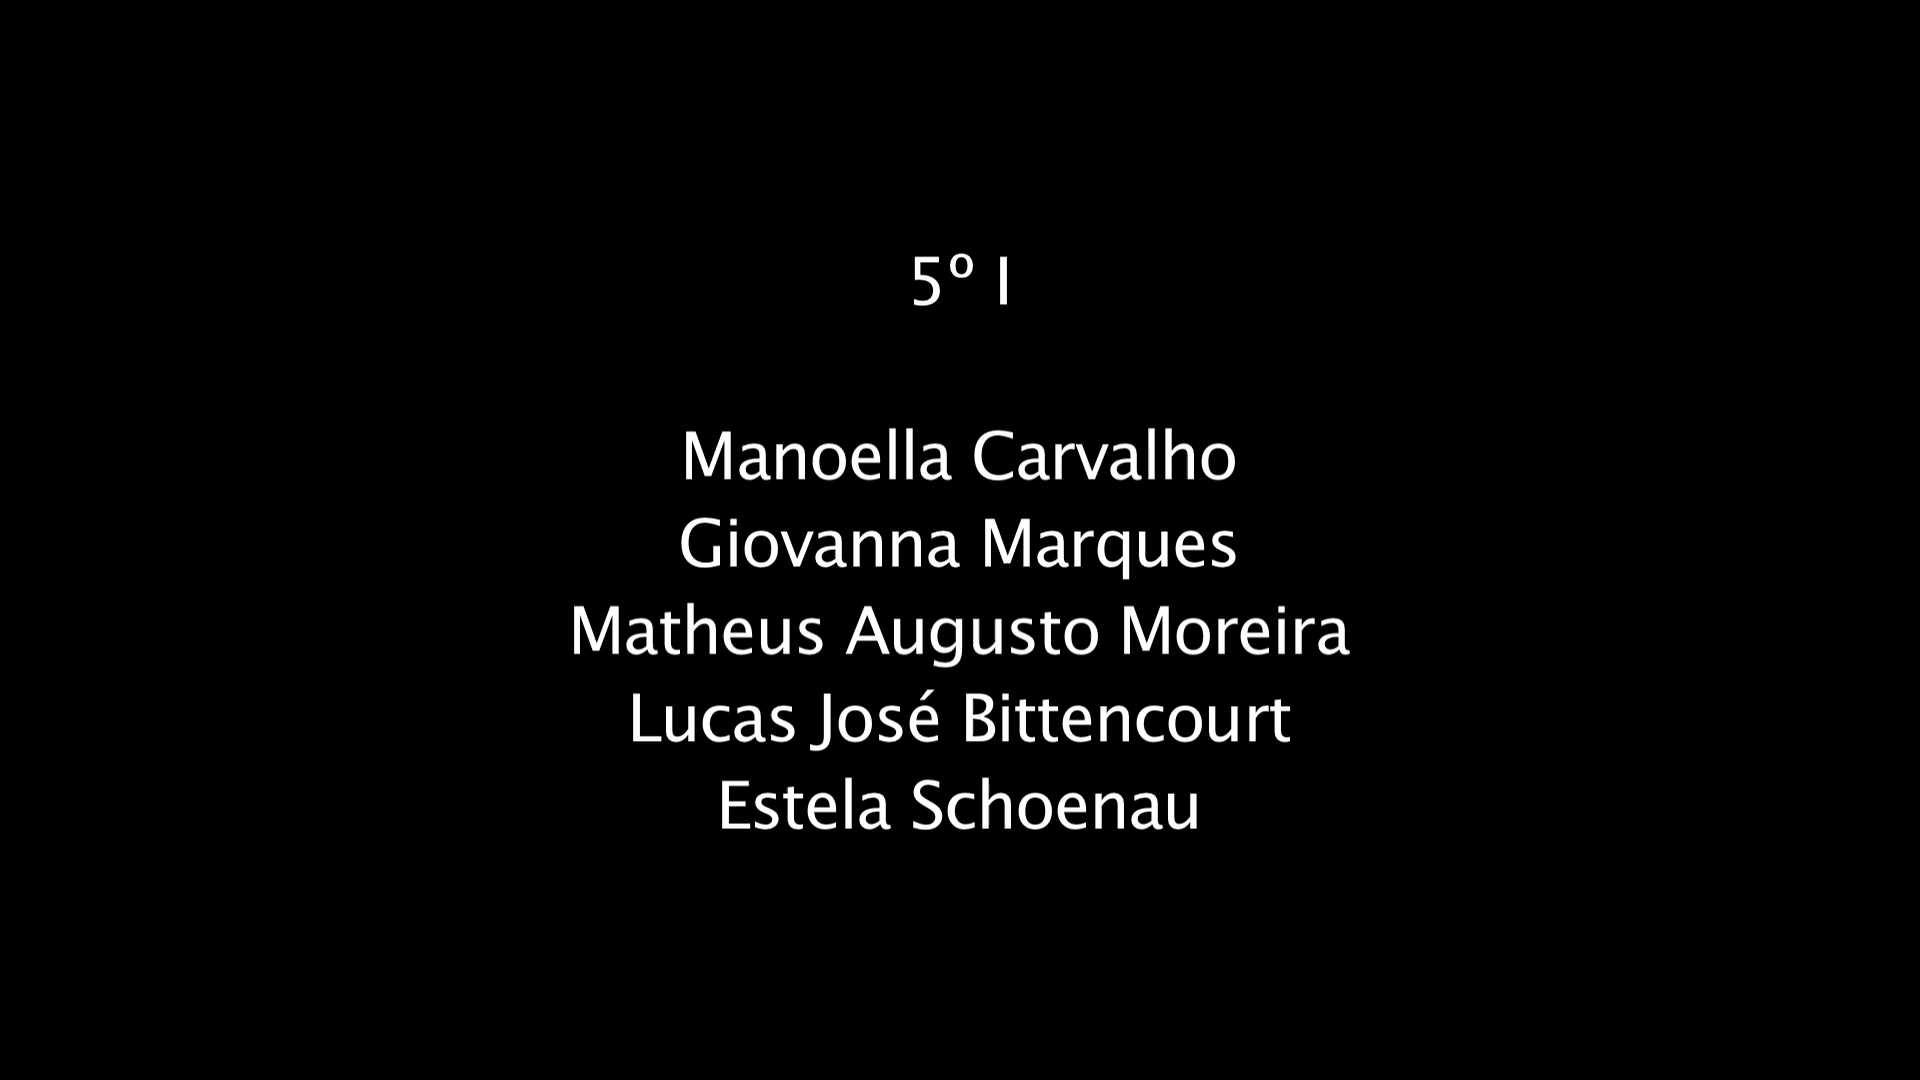 5º I
Manoella Carvalho
Giovanna Marques
Matheus Augusto Moreira
Lucas José Bittencourt
Estela Schoenau